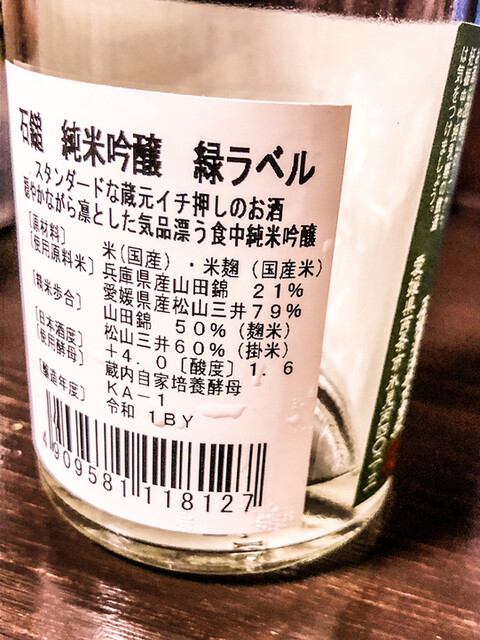 石鎚 純米吟醸 緑ラベル
スタンダードな蔵元イチ押しのお酒
穏やかながら凛とした気品漂う食中純米吟醸
〔原材料〕 米(国産)・米麹(国産米)
〔使用原料米〕 兵庫県産山田錦 21%
愛媛県産松山三井79%
〔精米歩合〕 山田錦 50%(麹米)
松山三井60%(掛米)
〔日本酒度〕 +4.0〔酸度〕1.6
〔使用酵母〕 蔵内自家培養酵母
KA-1
〔醸造年度〕 令和 1BY
4909581118127